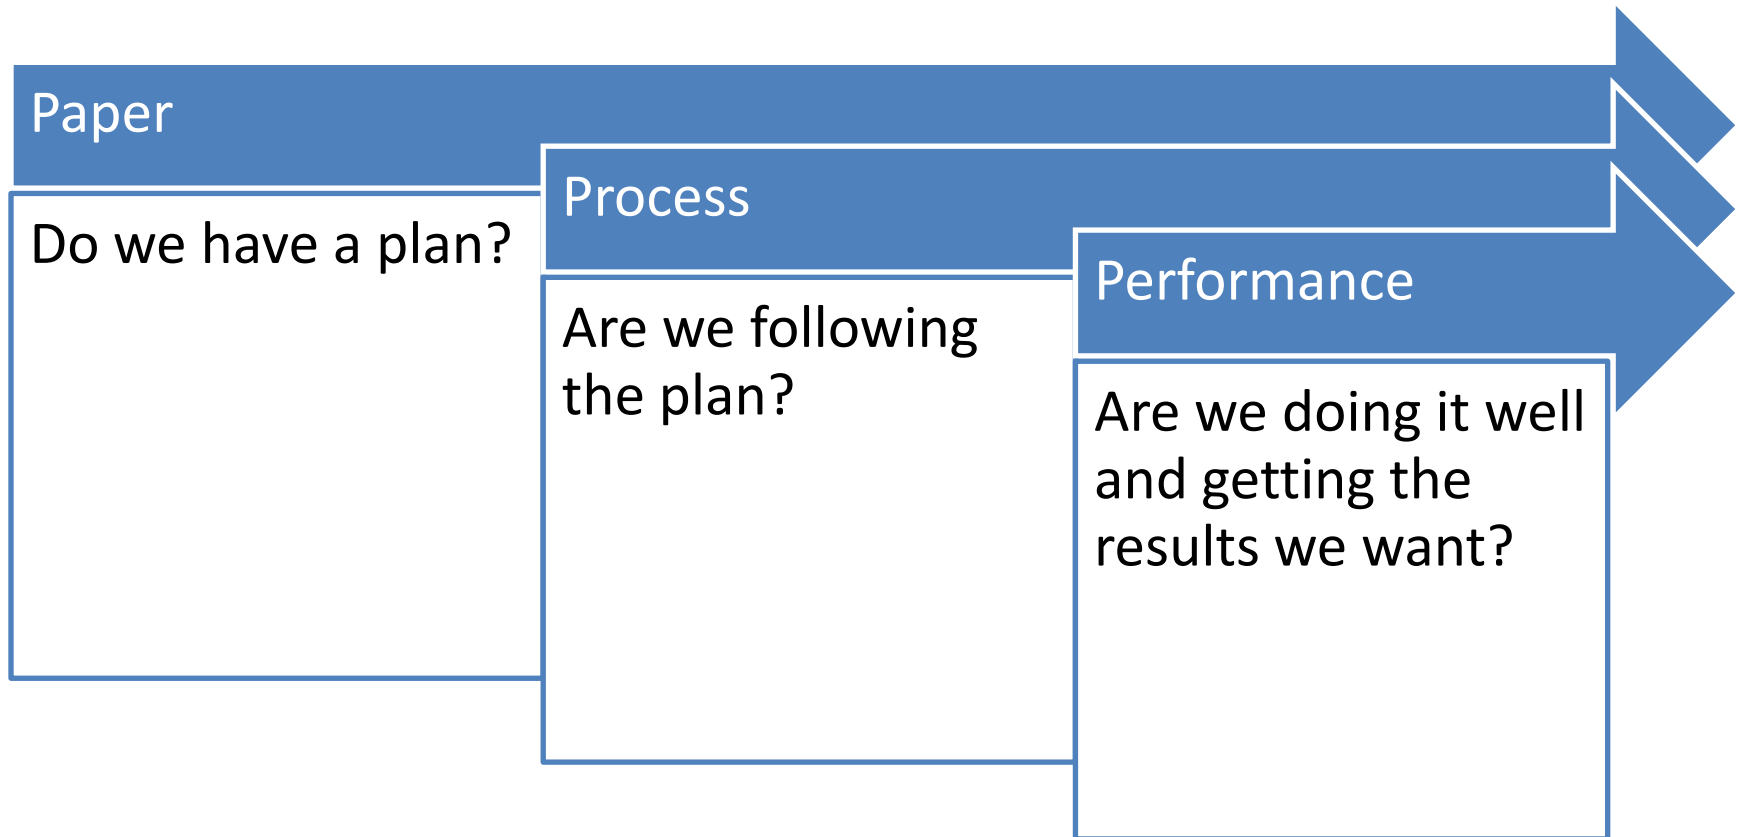 Paper
Do we have a plan?
Process
Are we following
the plan?
Performance
Are we doing it well
and getting the
results we want?